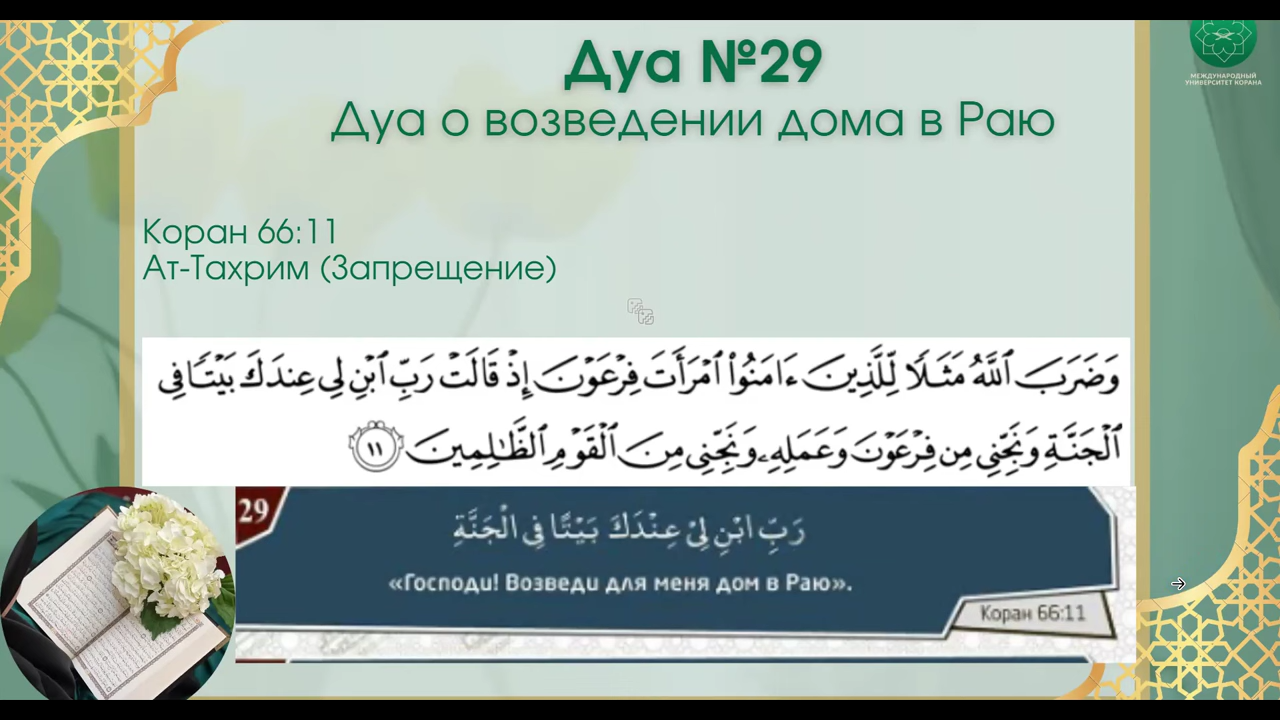 Дуа №29
Дуа о возведении дома в Раю
МЕЖДУНАРОДНЫЙ
УНИВЕРСИТЕТ КОРАНА
Коран 66:11
Ат-Тахрим (Запрещение)
وَضَرَبَ ٱللَّهُ مَثَلًا لِّلَّذِينَ ءَامَنُوا۟ ٱمْرَأَتَ فِرْعَوْنَ إِذْ قَالَتْ رَبِّ ٱبْنِ لِى عِندَكَ بَيْتًا فِى
ٱلْجَنَّةِ وَنَجِّنِى مِن فِرْعَوْنَ وَعَمَلِهِۦ وَنَجِّنِى مِنَ ٱلْقَوْمِ ٱلظَّـٰلِمِينَ ١١
29
رَبِّ ابْنِ لِيْ عِنْدَكَ بَيْتًا فِي الْجَنَّةِ
«Господи! Возведи для меня дом в Раю».
Коран 66:11